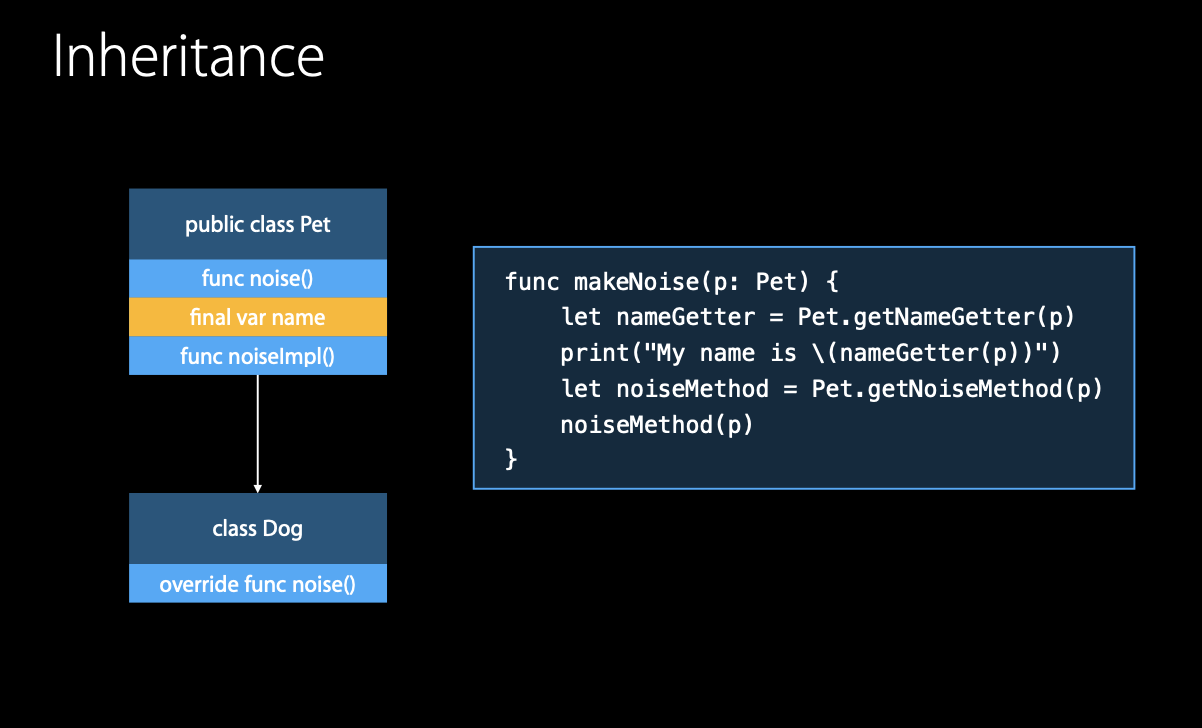 Inheritance
public class Pet
func noise()
final var name
func noiseImpl()
class Dog
override func noise()
func makeNoise(p: Pet) {
    let nameGetter = Pet.getNameGetter(p)
    print("My name is \(nameGetter(p))")
    let noiseMethod = Pet.getNoiseMethod(p)
    noiseMethod(p)
}